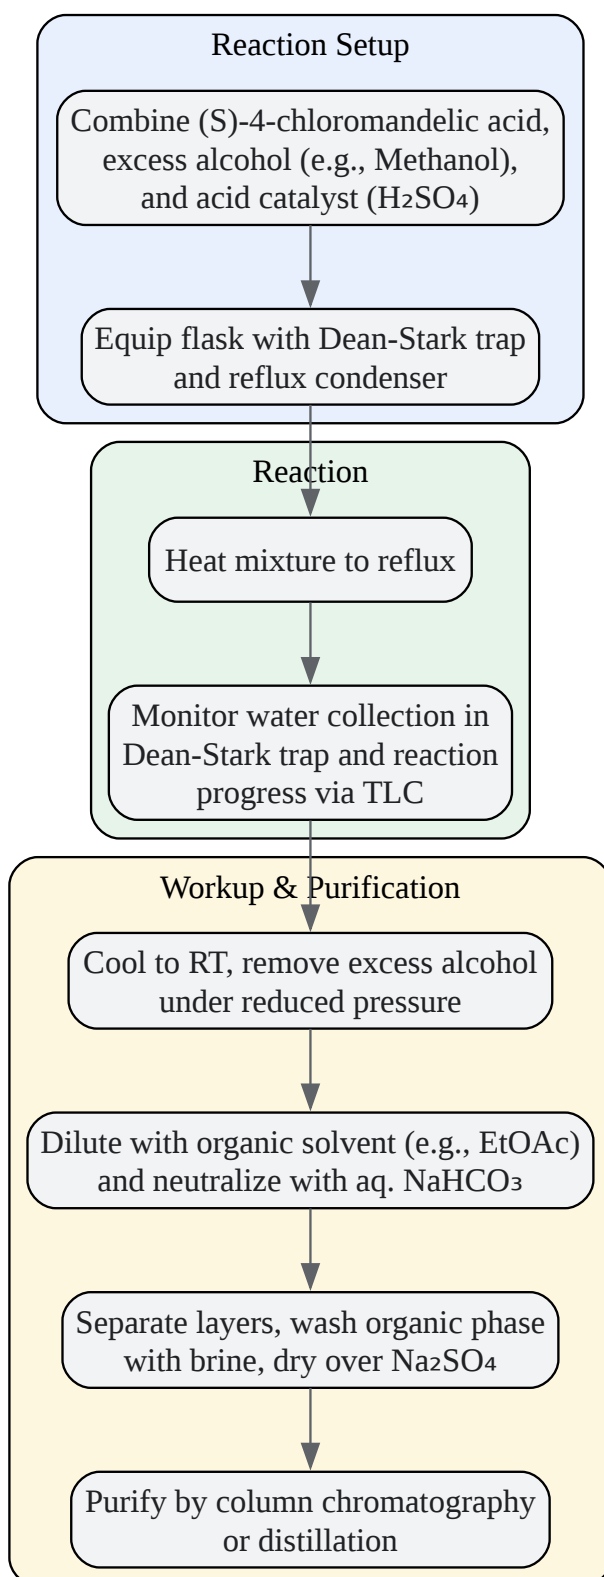 Reaction Setup
Combine (S)-4-chloromandelic acid,
excess alcohol (e.g., Methanol),
and acid catalyst (H₂SO₄)
Equip flask with Dean-Stark trap
and reflux condenser
Reaction
Heat mixture to reflux
Monitor water collection in
Dean-Stark trap and reaction
progress via TLC
Workup & Purification
Cool to RT, remove excess alcohol
under reduced pressure
Dilute with organic solvent (e.g., EtOAc)
and neutralize with aq. NaHCO₃
Separate layers, wash organic phase
with brine, dry over Na₂SO₄
Purify by column chromatography
or distillation